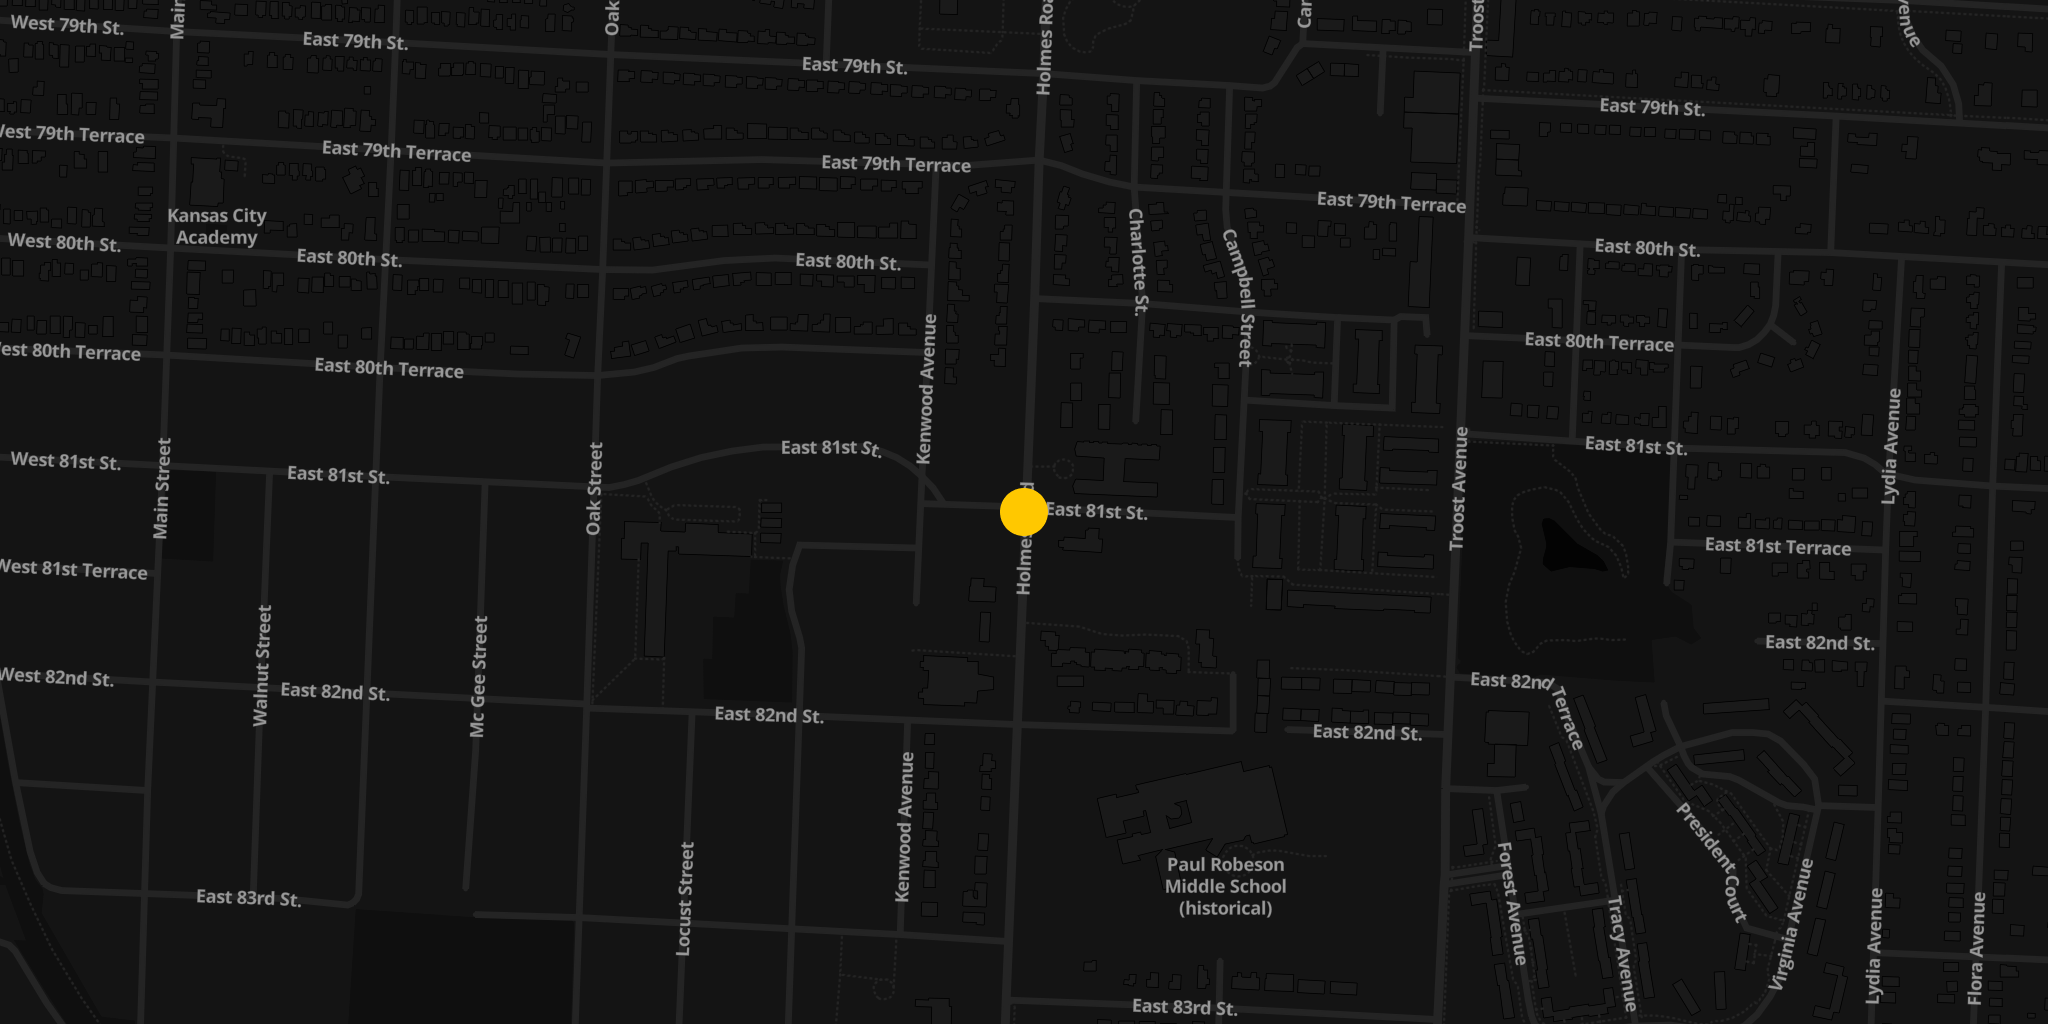 West 79th St.
Main
East 79th St.
Oak
East 79th St.
Holmes Roa
Car
Troost
East 79th St.
venue
West 79th Terrace
East 79th Terrace
East 79th Terrace
East 79th Terrace
Kansas City
Academy
West 80th St.
East 80th St.
East 80th St.
Charlotte St.
Campbell Street
East 80th St.
West 80th Terrace
East 80th Terrace
Kenwood Avenue
East 80th Terrace
West 81st St.
Main Street
East 81st St.
Oak Street
East 81st St.
Holmes
d
East 81st St.
Troost Avenue
East 81st St.
Lydia Avenue
West 81st Terrace
East 81st Terrace
West 82nd St.
Walnut Street
East 82nd St.
Mc Gee Street
East 82nd St.
East 82nd St.
East 82nd Terrace
East 82nd St.
Kenwood Avenue
Locust Street
East 83rd St.
Paul Robeson
Middle School
(historical)
East 83rd St.
Forest Avenue
Tracy Avenue
President Court
Virginia Avenue
Lydia Avenue
Flora Avenue